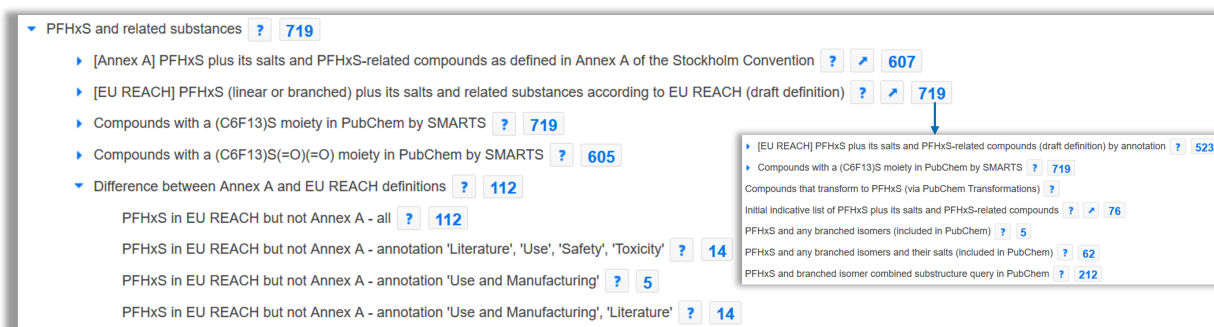 PFHxS and related substances ? 719
[Annex A] PFHxS plus its salts and PFHxS-related compounds as defined in Annex A of the Stockholm Convention ? ↗ 607
[EU REACH] PFHxS (linear or branched) plus its salts and related substances according to EU REACH (draft definition) ? ↗ 719
Compounds with a (C6F13)S moiety in PubChem by SMARTS ? 719
Compounds with a (C6F13)S(=O)(=O) moiety in PubChem by SMARTS ? 605
Difference between Annex A and EU REACH definitions ? 112
PFHxS in EU REACH but not Annex A - all ? 112
PFHxS in EU REACH but not Annex A - annotation 'Literature', 'Use', 'Safety', 'Toxicity' ? 14
PFHxS in EU REACH but not Annex A - annotation 'Use and Manufacturing' ? 5
PFHxS in EU REACH but not Annex A - annotation 'Use and Manufacturing', 'Literature' ? 14
[EU REACH] PFHxS plus its salts and PFHxS-related compounds (draft definition) by annotation ? 523
Compounds with a (C6F13)S moiety in PubChem by SMARTS ? 719
Compounds that transform to PFHxS (via PubChem Transformations) ?
Initial indicative list of PFHxS plus its salts and PFHxS-related compounds ? ↗ 76
PFHxS and any branched isomers (included in PubChem) ? 5
PFHxS and any branched isomers and their salts (included in PubChem) ? 62
PFHxS and branched isomer combined substructure query in PubChem ? 212